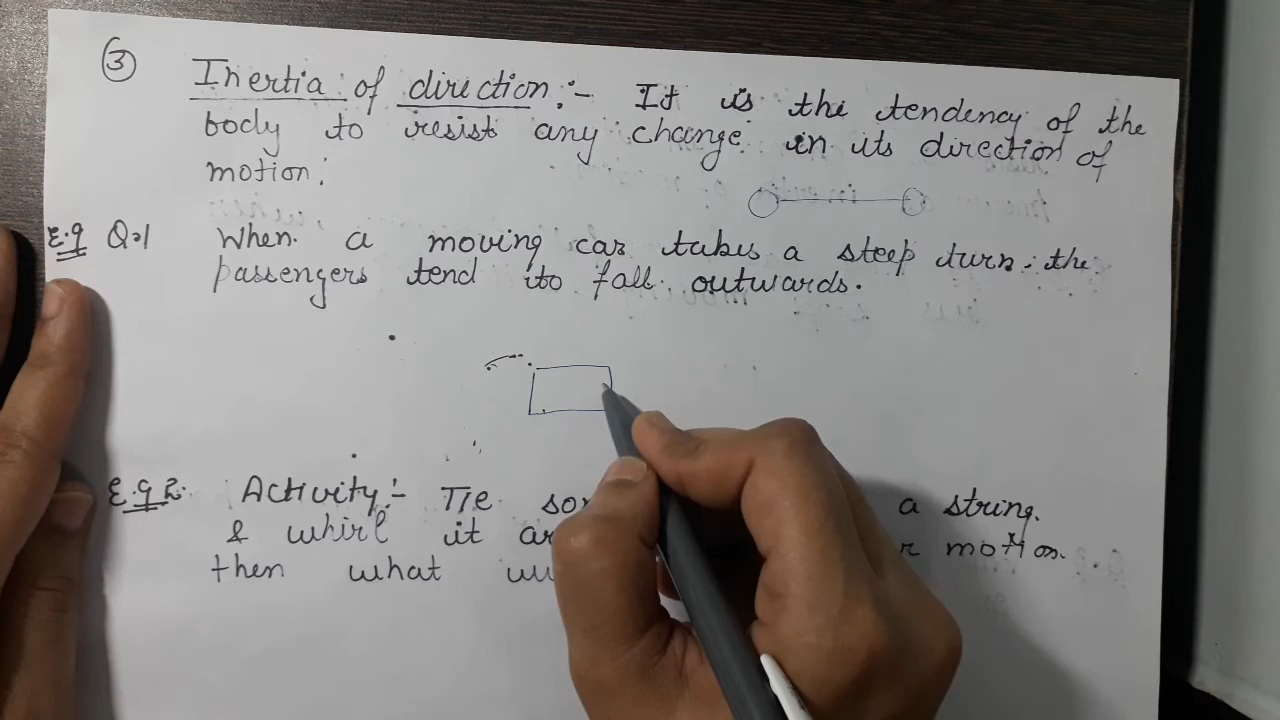 ③ Inertia of direction :- It is the tendency of the
body to resist any change in its direction of
motion.
E.g Q.1 When a moving car takes a steep turn the
passengers tend to fall outwards.
E.g 2. Activity :- Tie a string.
& whirl it motion.
then what